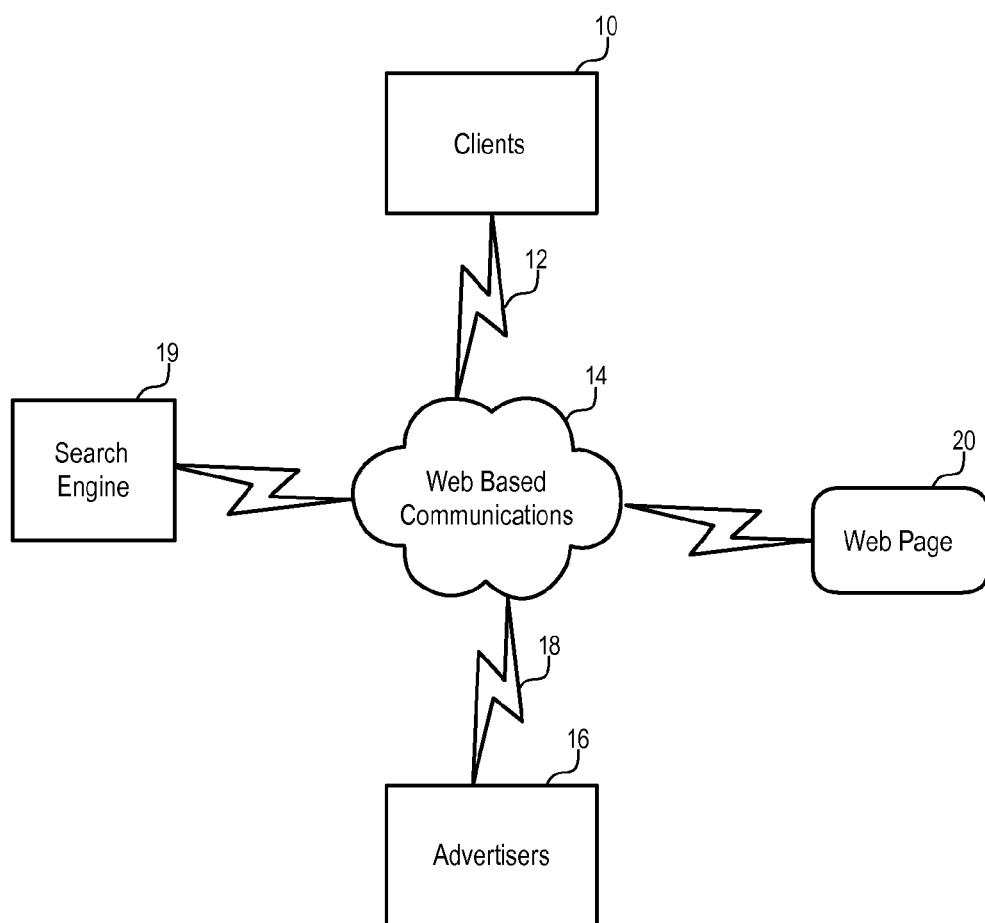 10
Clients
12
19
14
Search
Engine
Web Based
Communications
20
Web Page
18
16
Advertisers